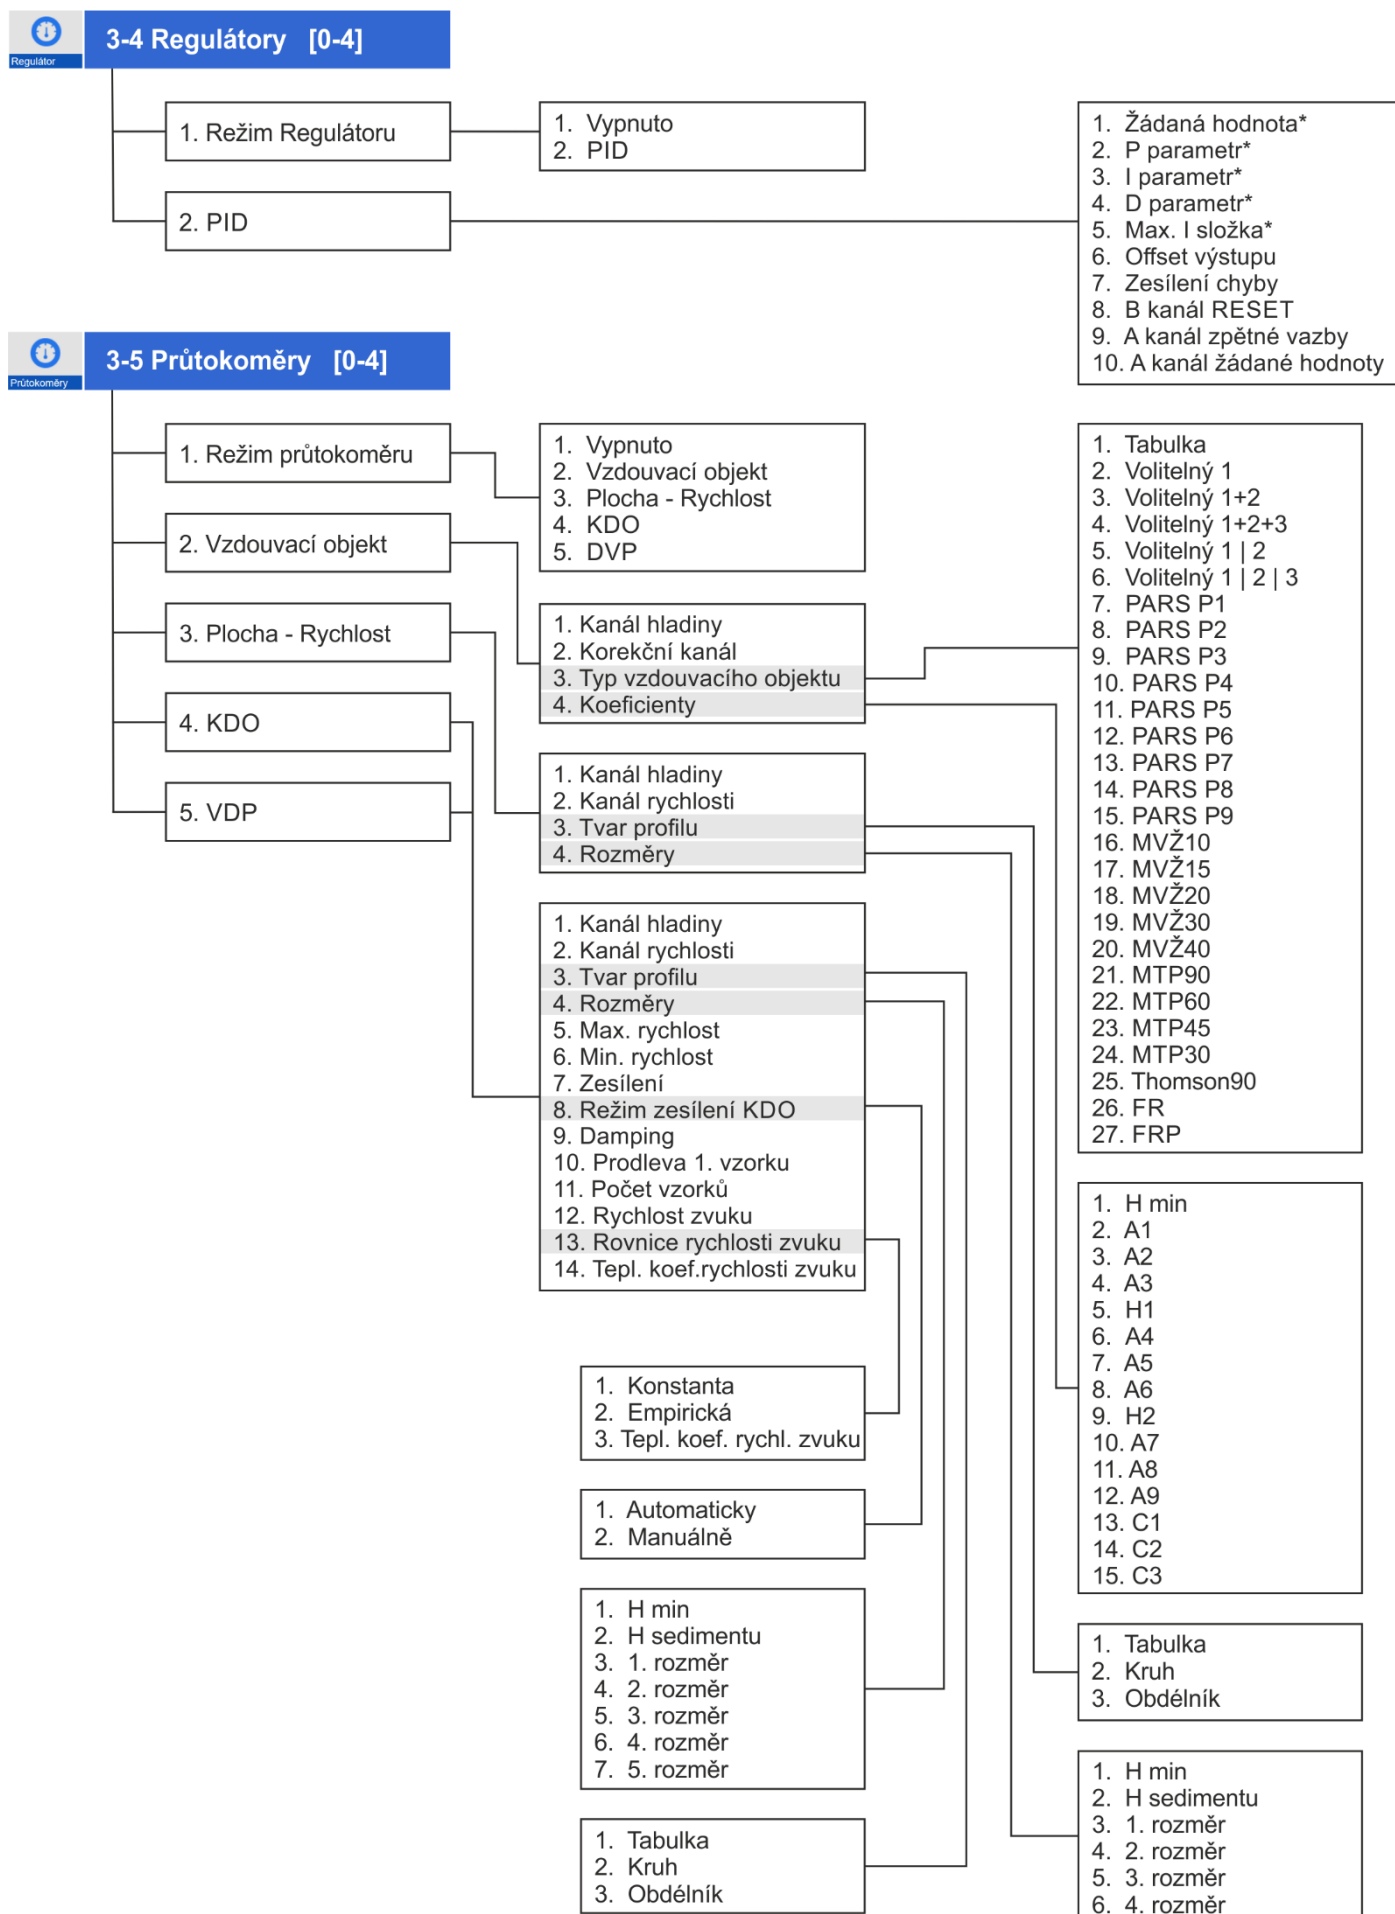 Regulátor
3-4 Regulátory [0-4]
1. Režim Regulátoru
1. Vypnuto
2. PID
2. PID
1. Žádaná hodnota*
2. P parametr*
3. I parametr*
4. D parametr*
5. Max. I složka*
6. Offset výstupu
7. Zesílení chyby
8. B kanál RESET
9. A kanál zpětné vazby
10. A kanál žádané hodnoty
Průtokoměry
3-5 Průtokoměry [0-4]
1. Režim průtokoměru
2. Vzdouvací objekt
3. Plocha - Rychlost
4. KDO
5. VDP
1. Vypnuto
2. Vzdouvací objekt
3. Plocha - Rychlost
4. KDO
5. DVP
1. Kanál hladiny
2. Korekční kanál
3. Typ vzdouvacího objektu
4. Koeficienty
1. Kanál hladiny
2. Kanál rychlosti
3. Tvar profilu
4. Rozměry
1. Kanál hladiny
2. Kanál rychlosti
3. Tvar profilu
4. Rozměry
5. Max. rychlost
6. Min. rychlost
7. Zesílení
8. Režim zesílení KDO
9. Damping
10. Prodleva 1. vzorku
11. Počet vzorků
12. Rychlost zvuku
13. Rovnice rychlosti zvuku
14. Tepl. koef.rychlosti zvuku
1. Konstanta
2. Empirická
3. Tepl. koef. rychl. zvuku
1. Automaticky
2. Manuálně
1. H min
2. H sedimentu
3. 1. rozměr
4. 2. rozměr
5. 3. rozměr
6. 4. rozměr
7. 5. rozměr
1. Tabulka
2. Kruh
3. Obdélník
1. Tabulka
2. Volitelný 1
3. Volitelný 1+2
4. Volitelný 1+2+3
5. Volitelný 1 | 2
6. Volitelný 1 | 2 | 3
7. PARS P1
8. PARS P2
9. PARS P3
10. PARS P4
11. PARS P5
12. PARS P6
13. PARS P7
14. PARS P8
15. PARS P9
16. MVŽ10
17. MVŽ15
18. MVŽ20
19. MVŽ30
20. MVŽ40
21. MTP90
22. MTP60
23. MTP45
24. MTP30
25. Thomson90
26. FR
27. FRP
1. H min
2. A1
3. A2
4. A3
5. H1
6. A4
7. A5
8. A6
9. H2
10. A7
11. A8
12. A9
13. C1
14. C2
15. C3
1. Tabulka
2. Kruh
3. Obdélník
1. H min
2. H sedimentu
3. 1. rozměr
4. 2. rozměr
5. 3. rozměr
6. 4. rozměr